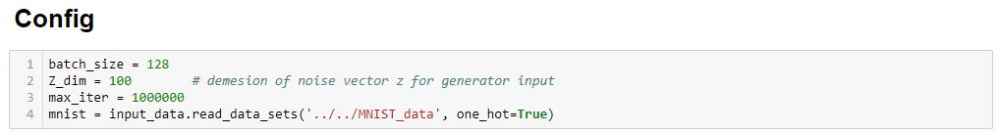 Config
1 batch_size = 128
2 Z_dim = 100 # demesion of noise vector z for generator input
3 max_iter = 1000000
4 mnist = input_data.read_data_sets('../../MNIST_data', one_hot=True)